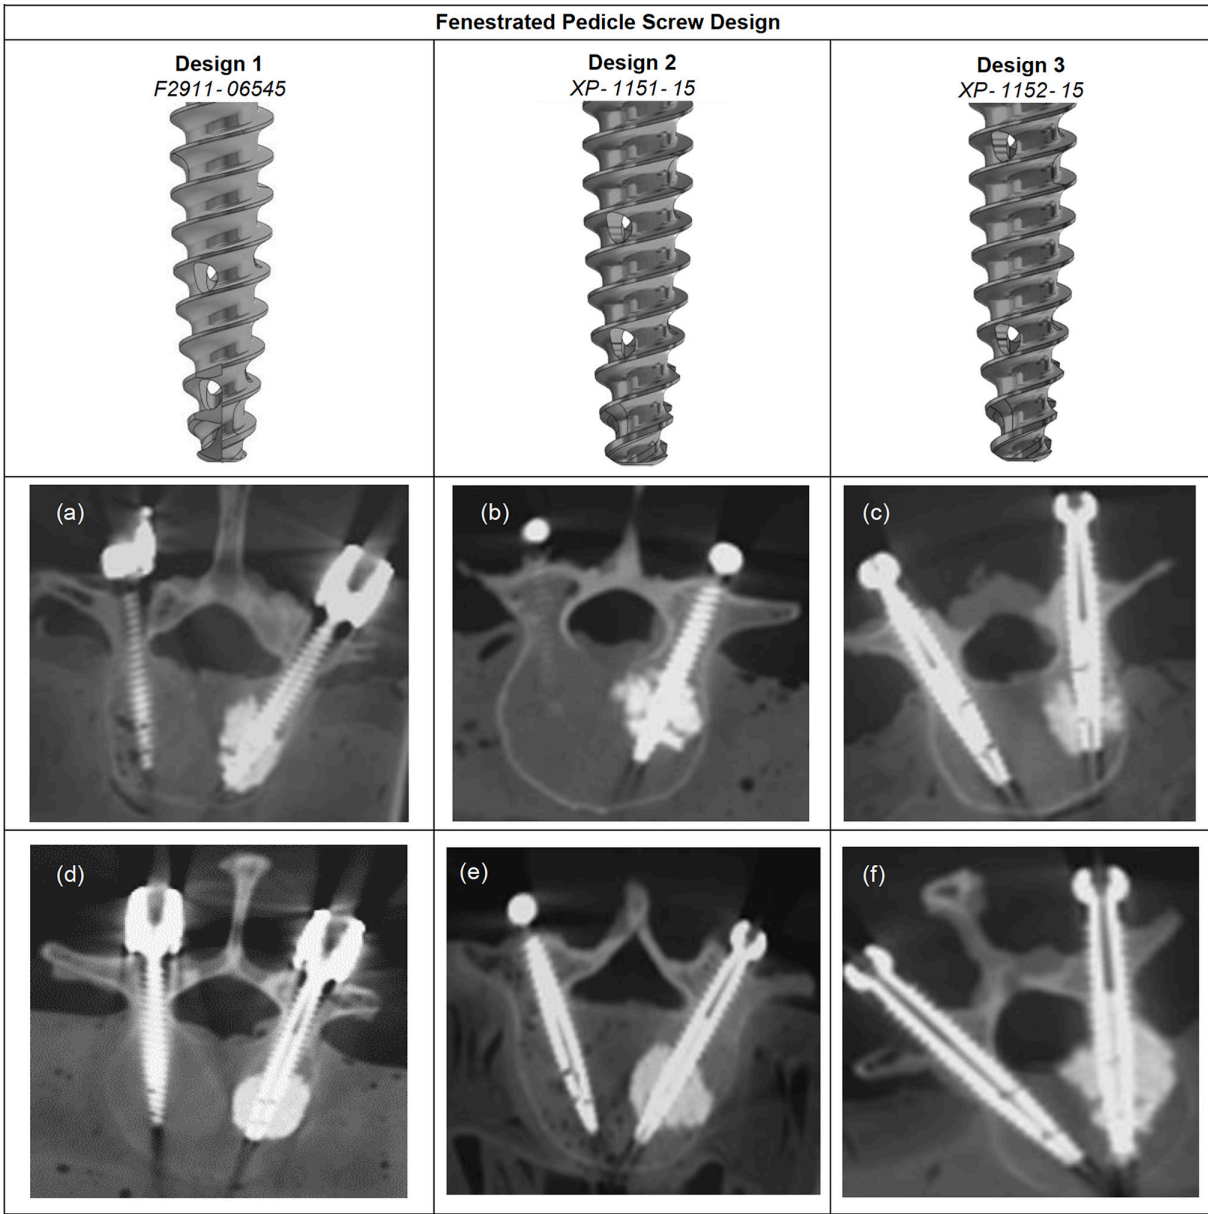 Fenestrated Pedicle Screw Design
Design 1
F2911-06545
Design 2
XP-1151-15
Design 3
XP-1152-15
(a)
(b)
(c)
(d)
(e)
(f)